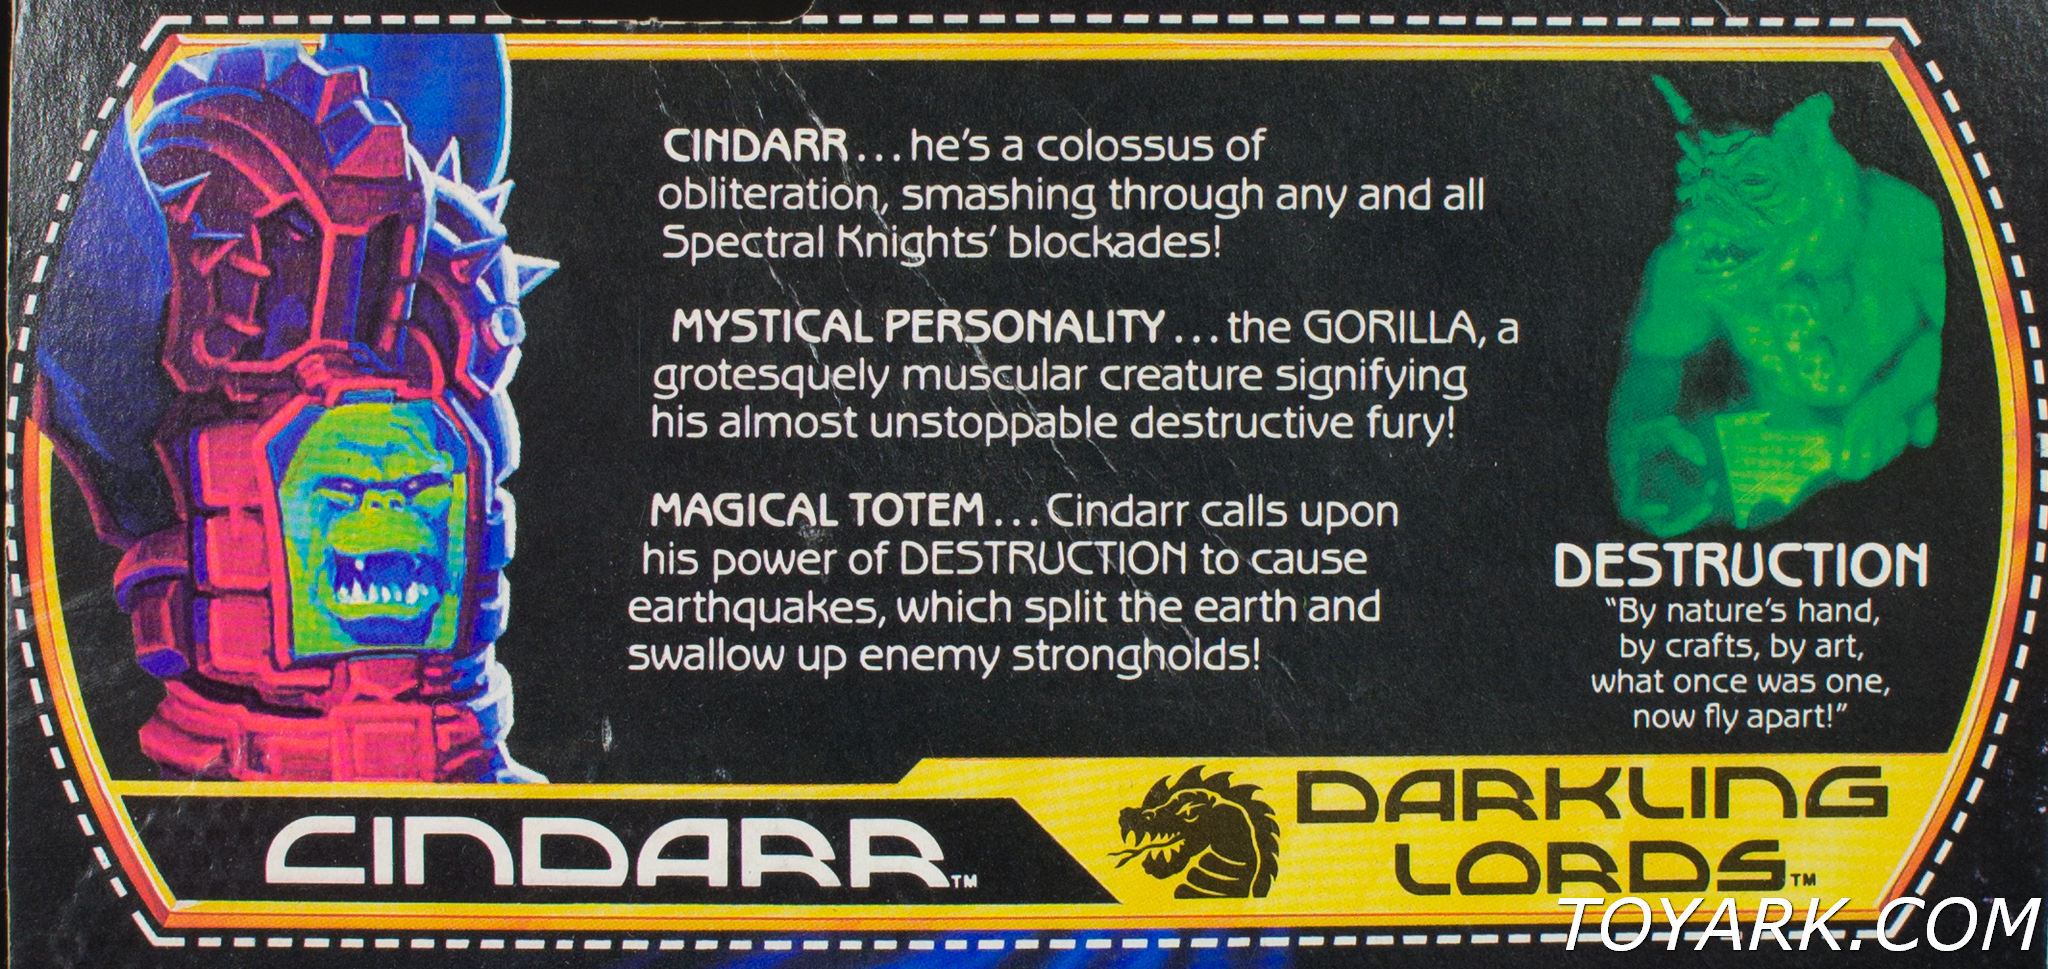 CINDARR...he's a colossus of
obliteration, smashing through any and all
Spectral Knights' blockades!
MYSTICAL PERSONALITY...the GORILLA, a
grotesquely muscular creature signifying
his almost unstoppable destructive fury!
MAGICAL TOTEM...Cindarr calls upon
his power of DESTRUCTION to cause
earthquakes, which split the earth and
swallow up enemy strongholds!
DESTRUCTION
"By nature's hand,
by crafts, by art,
what once was one,
now fly apart!"
CINDARR™
DARKLING
LORDS™
TOYARK.COM